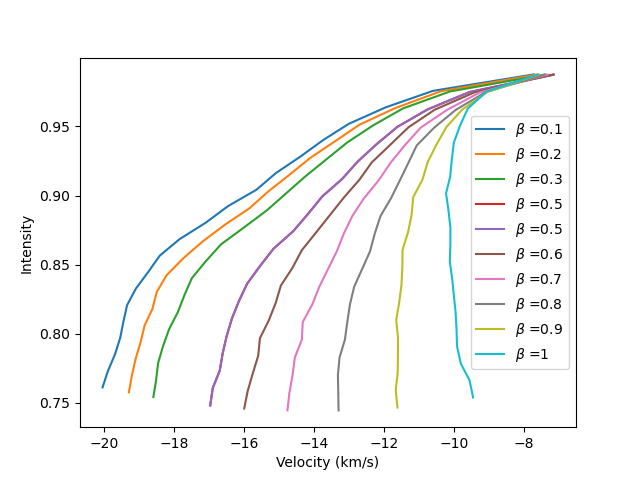 0.95
0.90
0.85
0.80
0.75
Intensity
−20
−18
−16
−14
−12
−10
−8
Velocity (km/s)
β =0.1
β =0.2
β =0.3
β =0.5
β =0.5
β =0.6
β =0.7
β =0.8
β =0.9
β =1